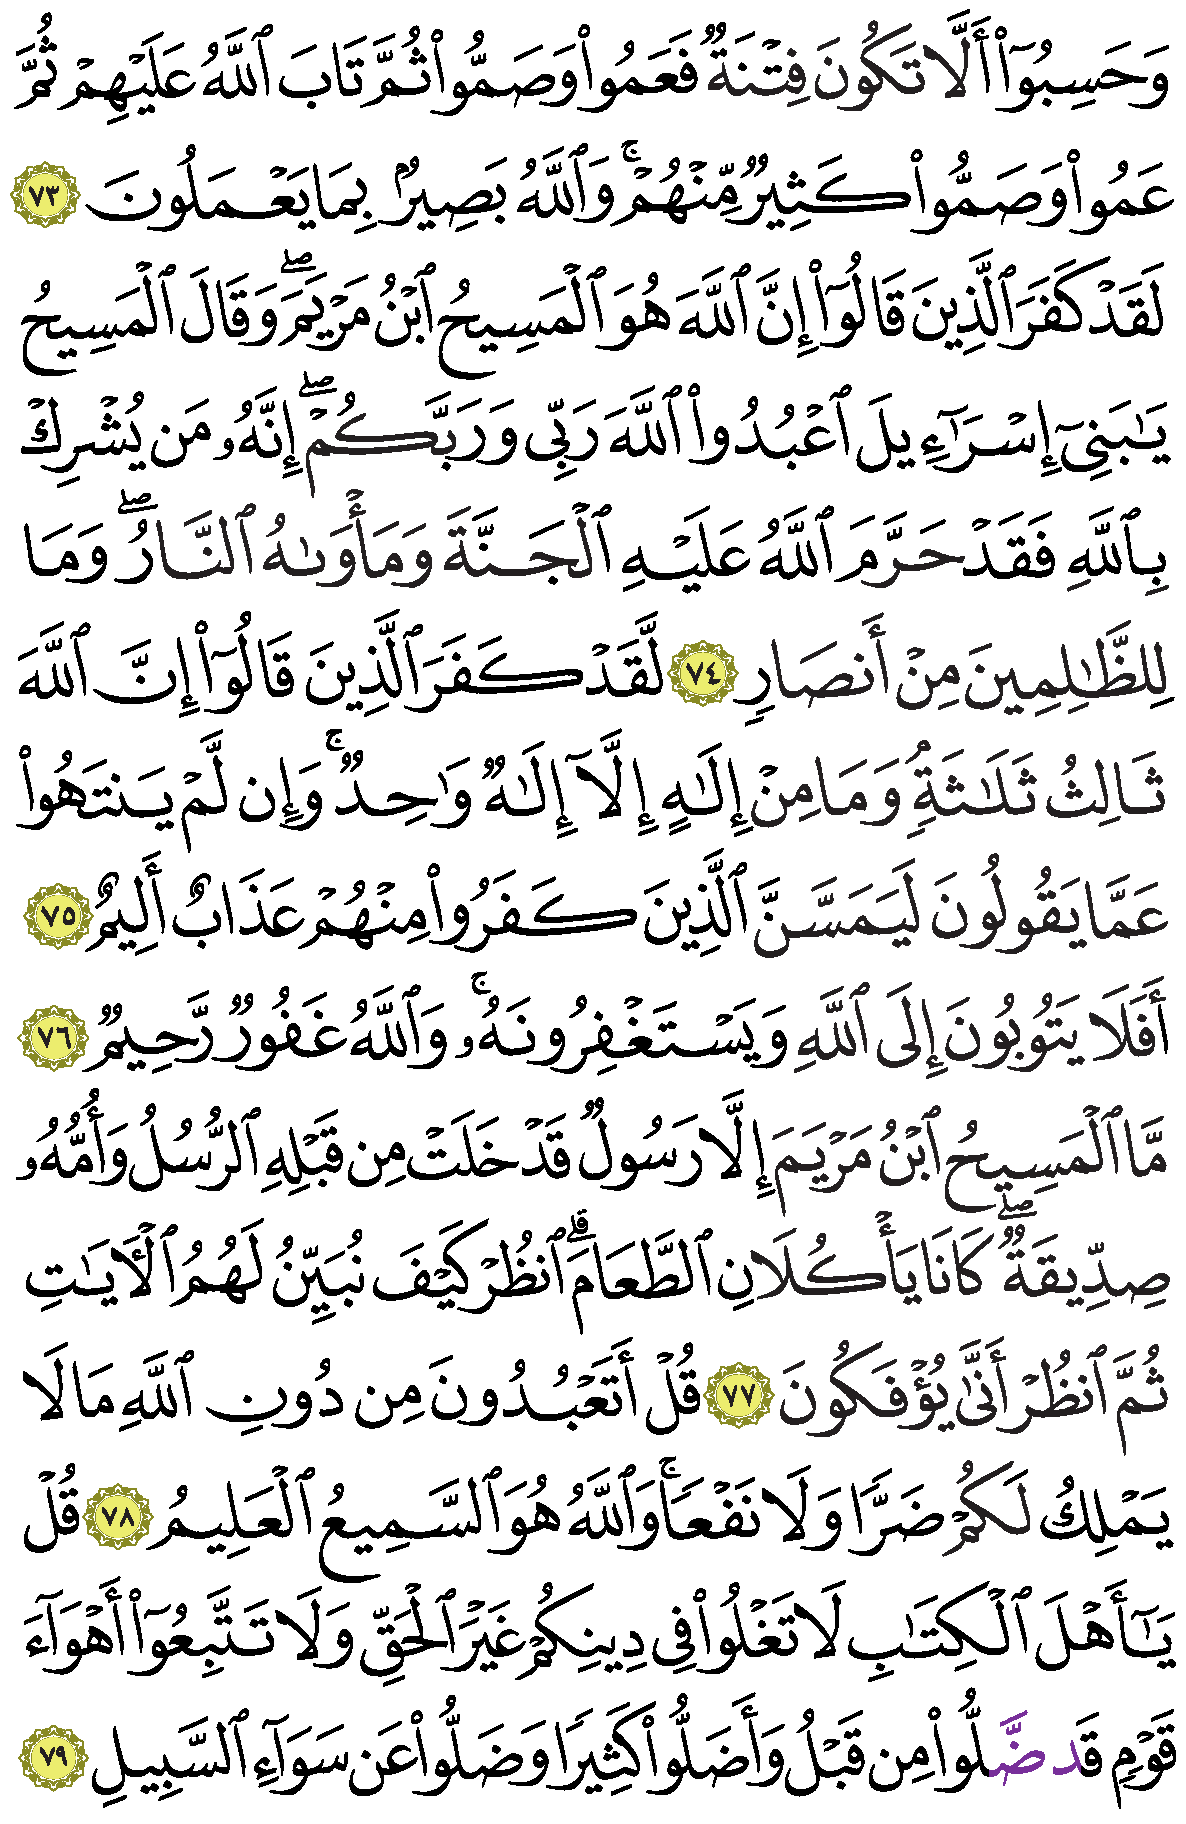 وَحَسِبُوٓا۟ أَلَّا تَكُونَ فِتْنَةٌ فَعَمُوا۟ وَصَمُّوا۟ ثُمَّ تَابَ ٱللَّهُ عَلَيْهِمْ ثُمَّ
عَمُوا۟ وَصَمُّوا۟ كَثِيرٌ مِّنْهُمْ ۚ وَٱللَّهُ بَصِيرٌۢ بِمَا يَعْمَلُونَ ٧٣
لَقَدْ كَفَرَ ٱلَّذِينَ قَالُوٓا۟ إِنَّ ٱللَّهَ هُوَ ٱلْمَسِيحُ ٱبْنُ مَرْيَمَ ۖ وَقَالَ ٱلْمَسِيحُ
يَـٰبَنِىٓ إِسْرَٰٓءِيلَ ٱعْبُدُوا۟ ٱللَّهَ رَبِّى وَرَبَّكُمْ ۖ إِنَّهُۥ مَن يُشْرِكْ
بِٱللَّهِ فَقَدْ حَرَّمَ ٱللَّهُ عَلَيْهِ ٱلْجَنَّةَ وَمَأْوَىٰهُ ٱلنَّارُ ۖ وَمَا
لِلظَّـٰلِمِينَ مِنْ أَنصَارٍ ٧٤ لَّقَدْ كَفَرَ ٱلَّذِينَ قَالُوٓا۟ إِنَّ ٱللَّهَ
ثَالِثُ ثَلَـٰثَةٍۘ وَمَا مِنْ إِلَـٰهٍ إِلَّآ إِلَـٰهٌ وَٰحِدٌ ۚ وَإِن لَّمْ يَنتَهُوا۟
عَمَّا يَقُولُونَ لَيَمَسَّنَّ ٱلَّذِينَ كَفَرُوا۟ مِنْهُمْ عَذَابٌ أَلِيمٌ ٧٥
أَفَلَا يَتُوبُونَ إِلَى ٱللَّهِ وَيَسْتَغْفِرُونَهُۥ ۚ وَٱللَّهُ غَفُورٌ رَّحِيمٌ ٧٦
مَّا ٱلْمَسِيحُ ٱبْنُ مَرْيَمَ إِلَّا رَسُولٌ قَدْ خَلَتْ مِن قَبْلِهِ ٱلرُّسُلُ وَأُمُّهُۥ
صِدِّيقَةٌ ۖ كَانَا يَأْكُلَانِ ٱلطَّعَامَ ۗ ٱنظُرْ كَيْفَ نُبَيِّنُ لَهُمُ ٱلْـَٔايَـٰتِ
ثُمَّ ٱنظُرْ أَنَّىٰ يُؤْفَكُونَ ٧٧ قُلْ أَتَعْبُدُونَ مِن دُونِ ٱللَّهِ مَا لَا
يَمْلِكُ لَكُمْ ضَرًّا وَلَا نَفْعًا ۚ وَٱللَّهُ هُوَ ٱلسَّمِيعُ ٱلْعَلِيمُ ٧٨ قُلْ
يَـٰٓأَهْلَ ٱلْكِتَـٰبِ لَا تَغْلُوا۟ فِى دِينِكُمْ غَيْرَ ٱلْحَقِّ وَلَا تَتَّبِعُوٓا۟ أَهْوَآءَ
قَوْمٍ قَد ضَّلُّوا۟ مِن قَبْلُ وَأَضَلُّوا۟ كَثِيرًا وَضَلُّوا۟ عَن سَوَآءِ ٱلسَّبِيلِ ٧٩